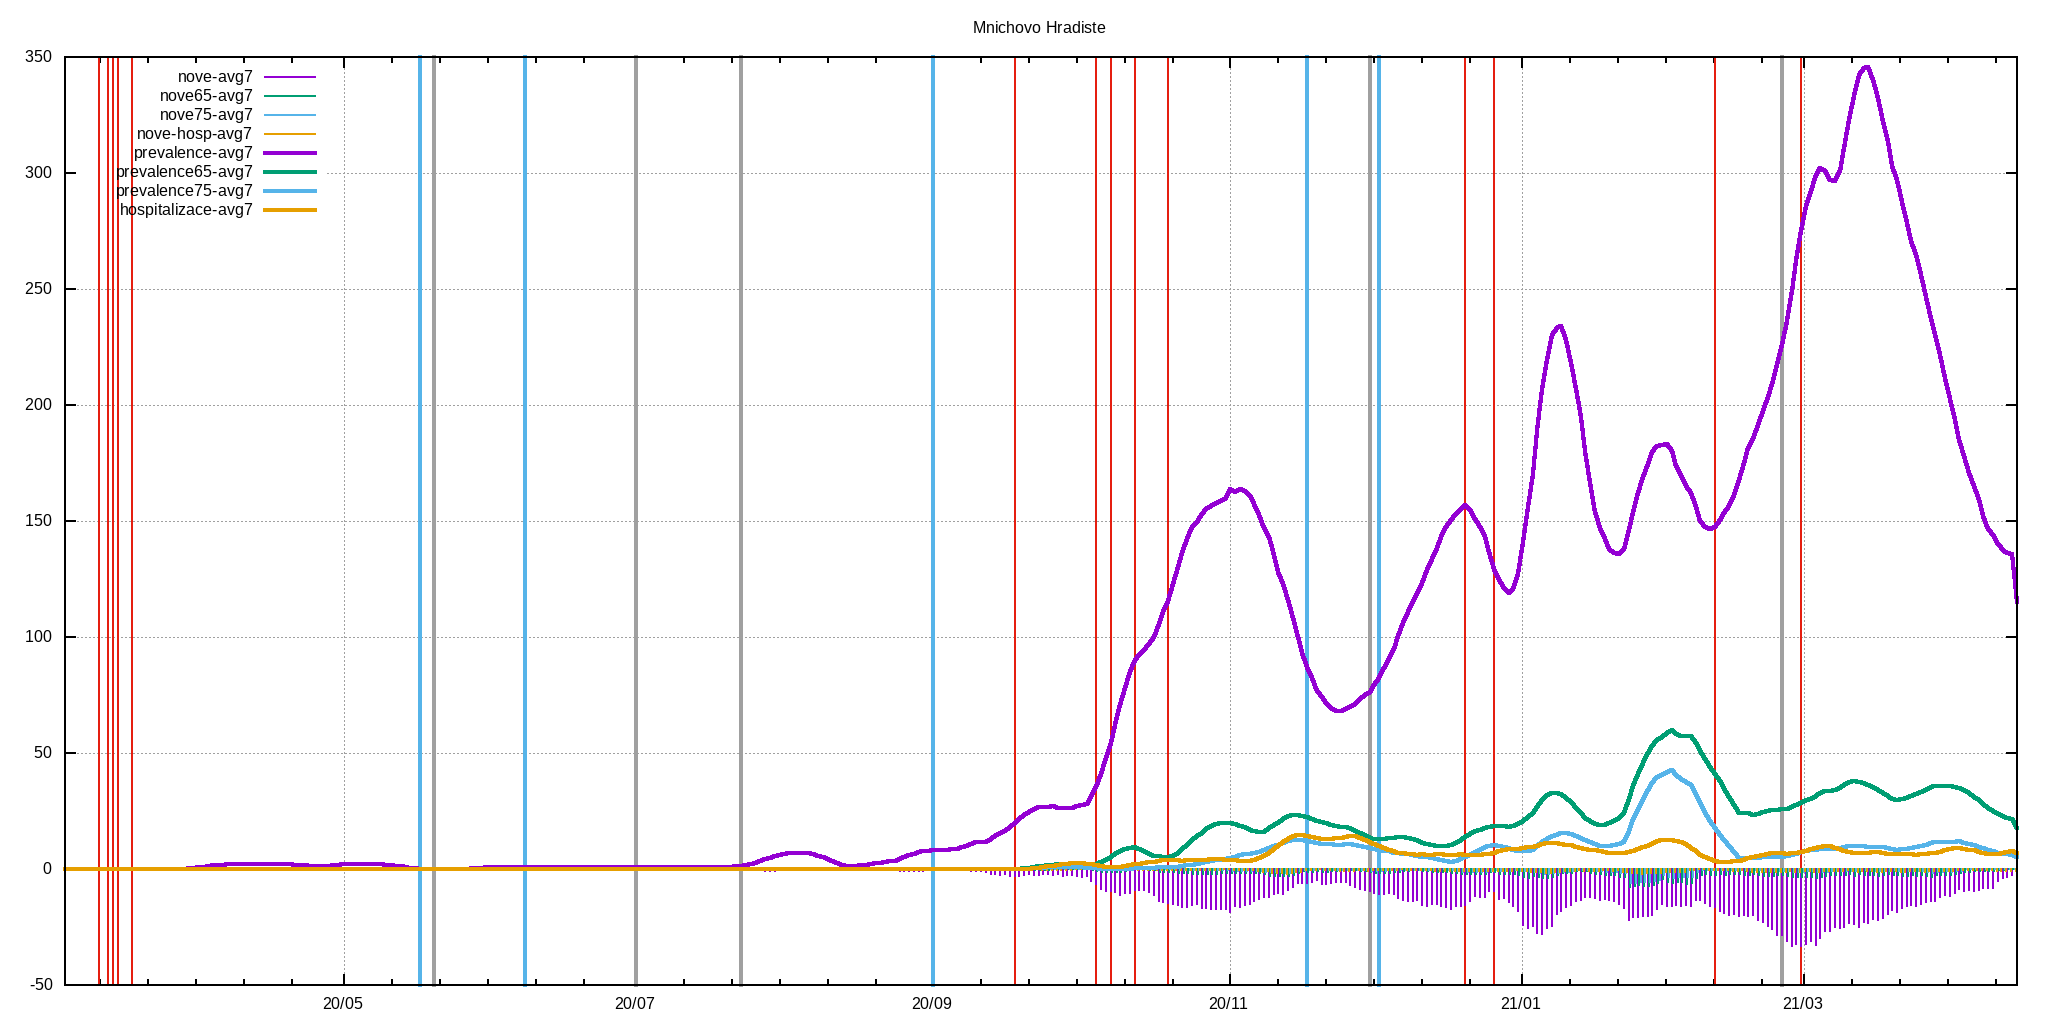 Mnichovo Hradiste
350
300
250
200
150
100
50
0
-50
nove-avg7
nove65-avg7
nove75-avg7
nove-hosp-avg7
prevalence-avg7
prevalence65-avg7
prevalence75-avg7
hospitalizace-avg7
20/05 20/07 20/09 20/11 21/01 21/03